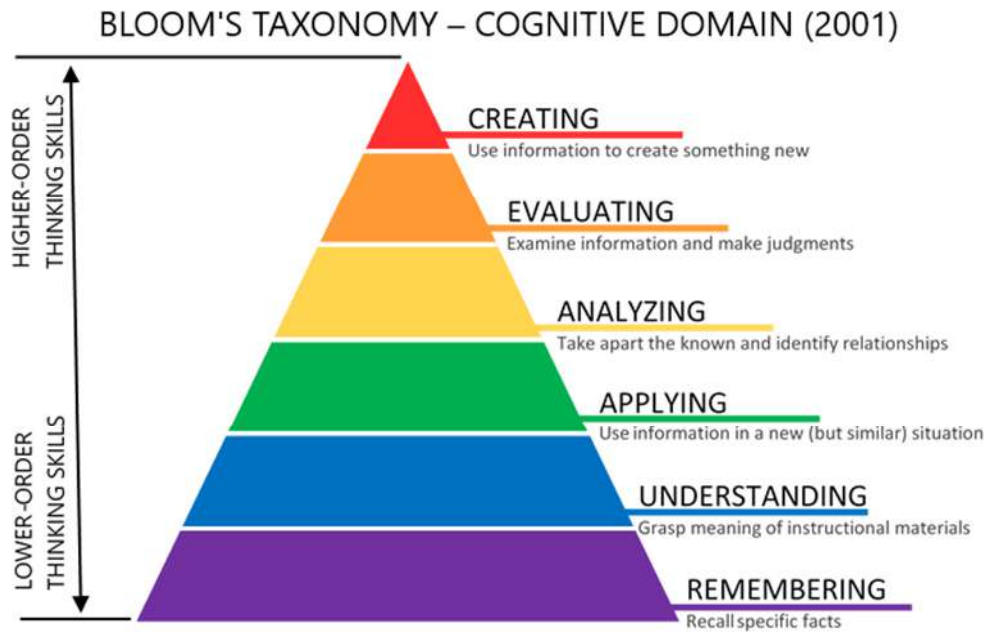 BLOOM'S TAXONOMY – COGNITIVE DOMAIN (2001)
HIGHER-ORDER
THINKING SKILLS
CREATING
Use information to create something new
EVALUATING
Examine information and make judgments
ANALYZING
Take apart the known and identify relationships
APPLYING
Use information in a new (but similar) situation
LOWER-ORDER
THINKING SKILLS
UNDERSTANDING
Grasp meaning of instructional materials
REMEMBERING
Recall specific facts